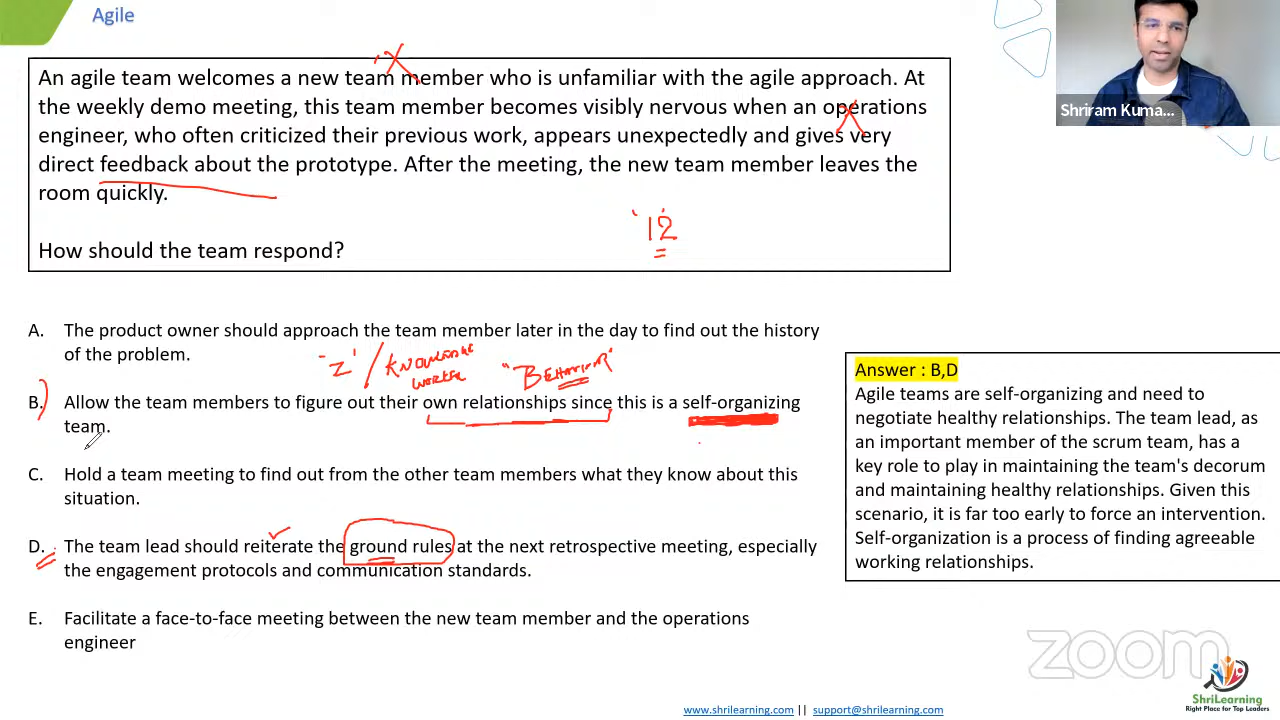 Agile
An agile team welcomes a new team member who is unfamiliar with the agile approach. At
the weekly demo meeting, this team member becomes visibly nervous when an operations
engineer, who often criticized their previous work, appears unexpectedly and gives very
direct feedback about the prototype. After the meeting, the new team member leaves the
room quickly.
12
How should the team respond?
Shriram Kuma...
A. The product owner should approach the team member later in the day to find out the history
of the problem.
"Z" / KNOWLEDGE
WORKER
"BEHAVIOR"
B. Allow the team members to figure out their own relationships since this is a self-organizing
team.
C. Hold a team meeting to find out from the other team members what they know about this
situation.
D. The team lead should reiterate the ground rules at the next retrospective meeting, especially
the engagement protocols and communication standards.
E. Facilitate a face-to-face meeting between the new team member and the operations
engineer
Answer : B,D
Agile teams are self-organizing and need to
negotiate healthy relationships. The team lead, as
an important member of the scrum team, has a
key role to play in maintaining the team's decorum
and maintaining healthy relationships. Given this
scenario, it is far too early to force an intervention.
Self-organization is a process of finding agreeable
working relationships.
zoom
ShriLearning
Right Place for Top Leaders
www.shrilearning.com || support@shrilearning.com